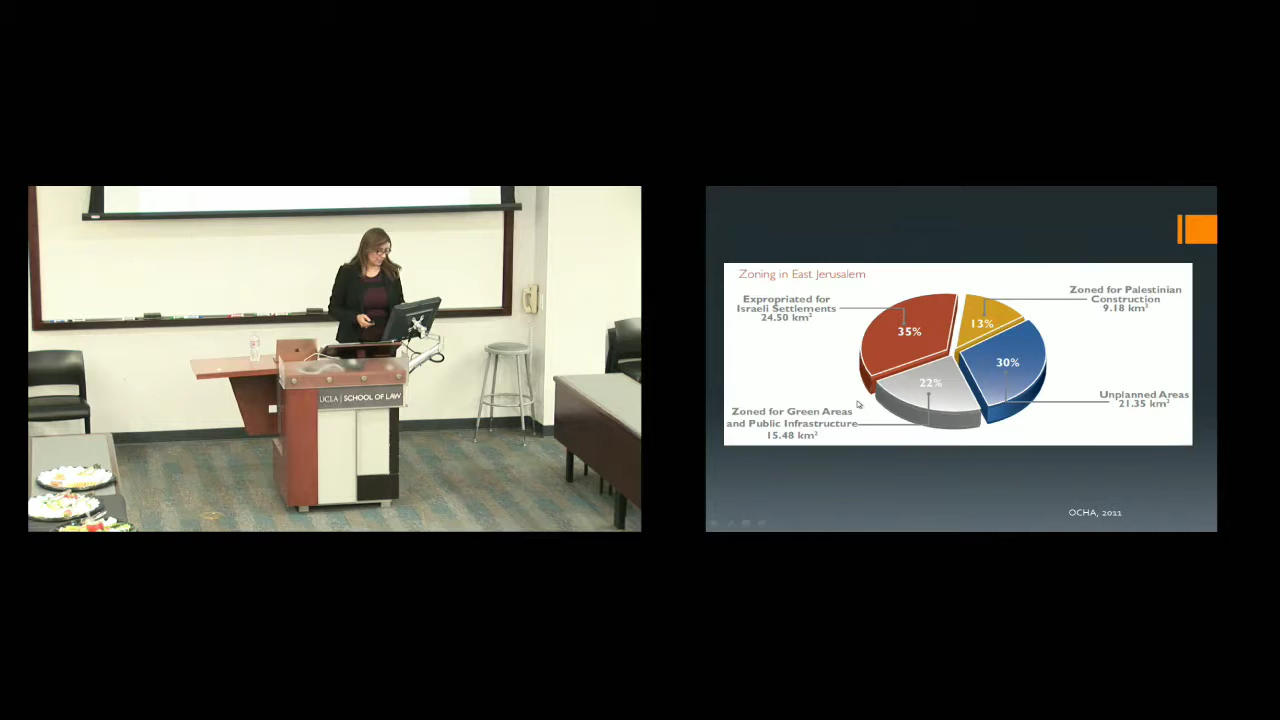 UCLA | SCHOOL OF LAW
Zoning in East Jerusalem
Expropriated for
Israeli Settlements
24.50 km²
35%
Zoned for Palestinian
Construction
9.18 km²
13%
30%
Unplanned Areas
21.35 km²
22%
Zoned for Green Areas
and Public Infrastructure
15.48 km²
OCHA, 2011